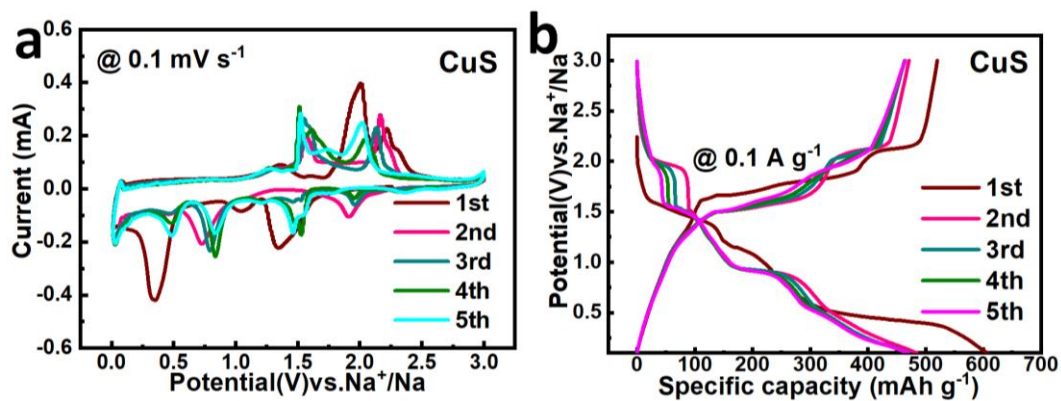 a
@ 0.1 mV s⁻¹
CuS
Current (mA)
0.6
0.4
0.2
0.0
-0.2
-0.4
-0.6
1st
2nd
3rd
4th
5th
0.0 0.5 1.0 1.5 2.0 2.5 3.0
Potential(V)vs.Na⁺/Na
b
CuS
@ 0.1 A g⁻¹
Potential(V)vs.Na⁺/Na
3.0
2.5
2.0
1.5
1.0
0.5
1st
2nd
3rd
4th
5th
0 100 200 300 400 500 600 700
Specific capacity (mAh g⁻¹)